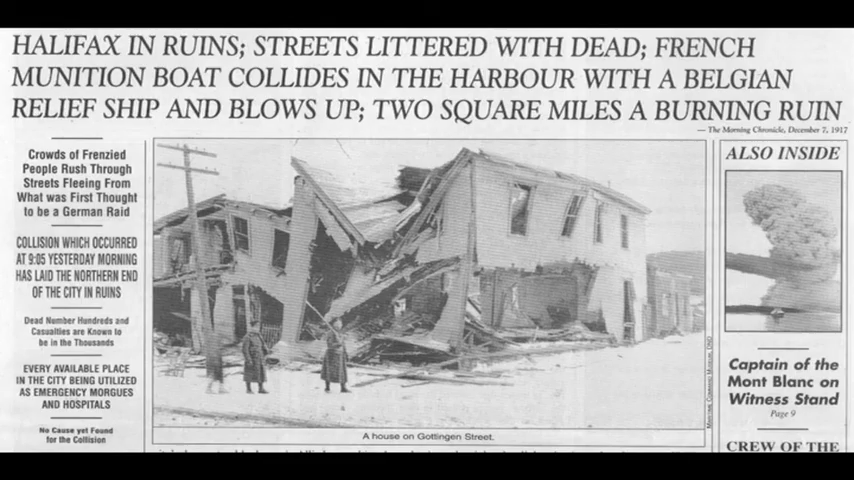 HALIFAX IN RUINS; STREETS LITTERED WITH DEAD; FRENCH
MUNITION BOAT COLLIDES IN THE HARBOUR WITH A BELGIAN
RELIEF SHIP AND BLOWS UP; TWO SQUARE MILES A BURNING RUIN
— The Morning Chronicle, December 7, 1917
Crowds of Frenzied
People Rush Through
Streets Fleeing From
What was First Thought
to be a German Raid
COLLISION WHICH OCCURRED
AT 9:05 YESTERDAY MORNING
HAS LAID THE NORTHERN END
OF THE CITY IN RUINS
Dead Number Hundreds and
Casualties are Known to
be in the Thousands
EVERY AVAILABLE PLACE
IN THE CITY BEING UTILIZED
AS EMERGENCY MORGUES
AND HOSPITALS
No Cause yet Found
for the Collision
A house on Gottingen Street.
ALSO INSIDE
Captain of the
Mont Blanc on
Witness Stand
Page 9
CREW OF THE